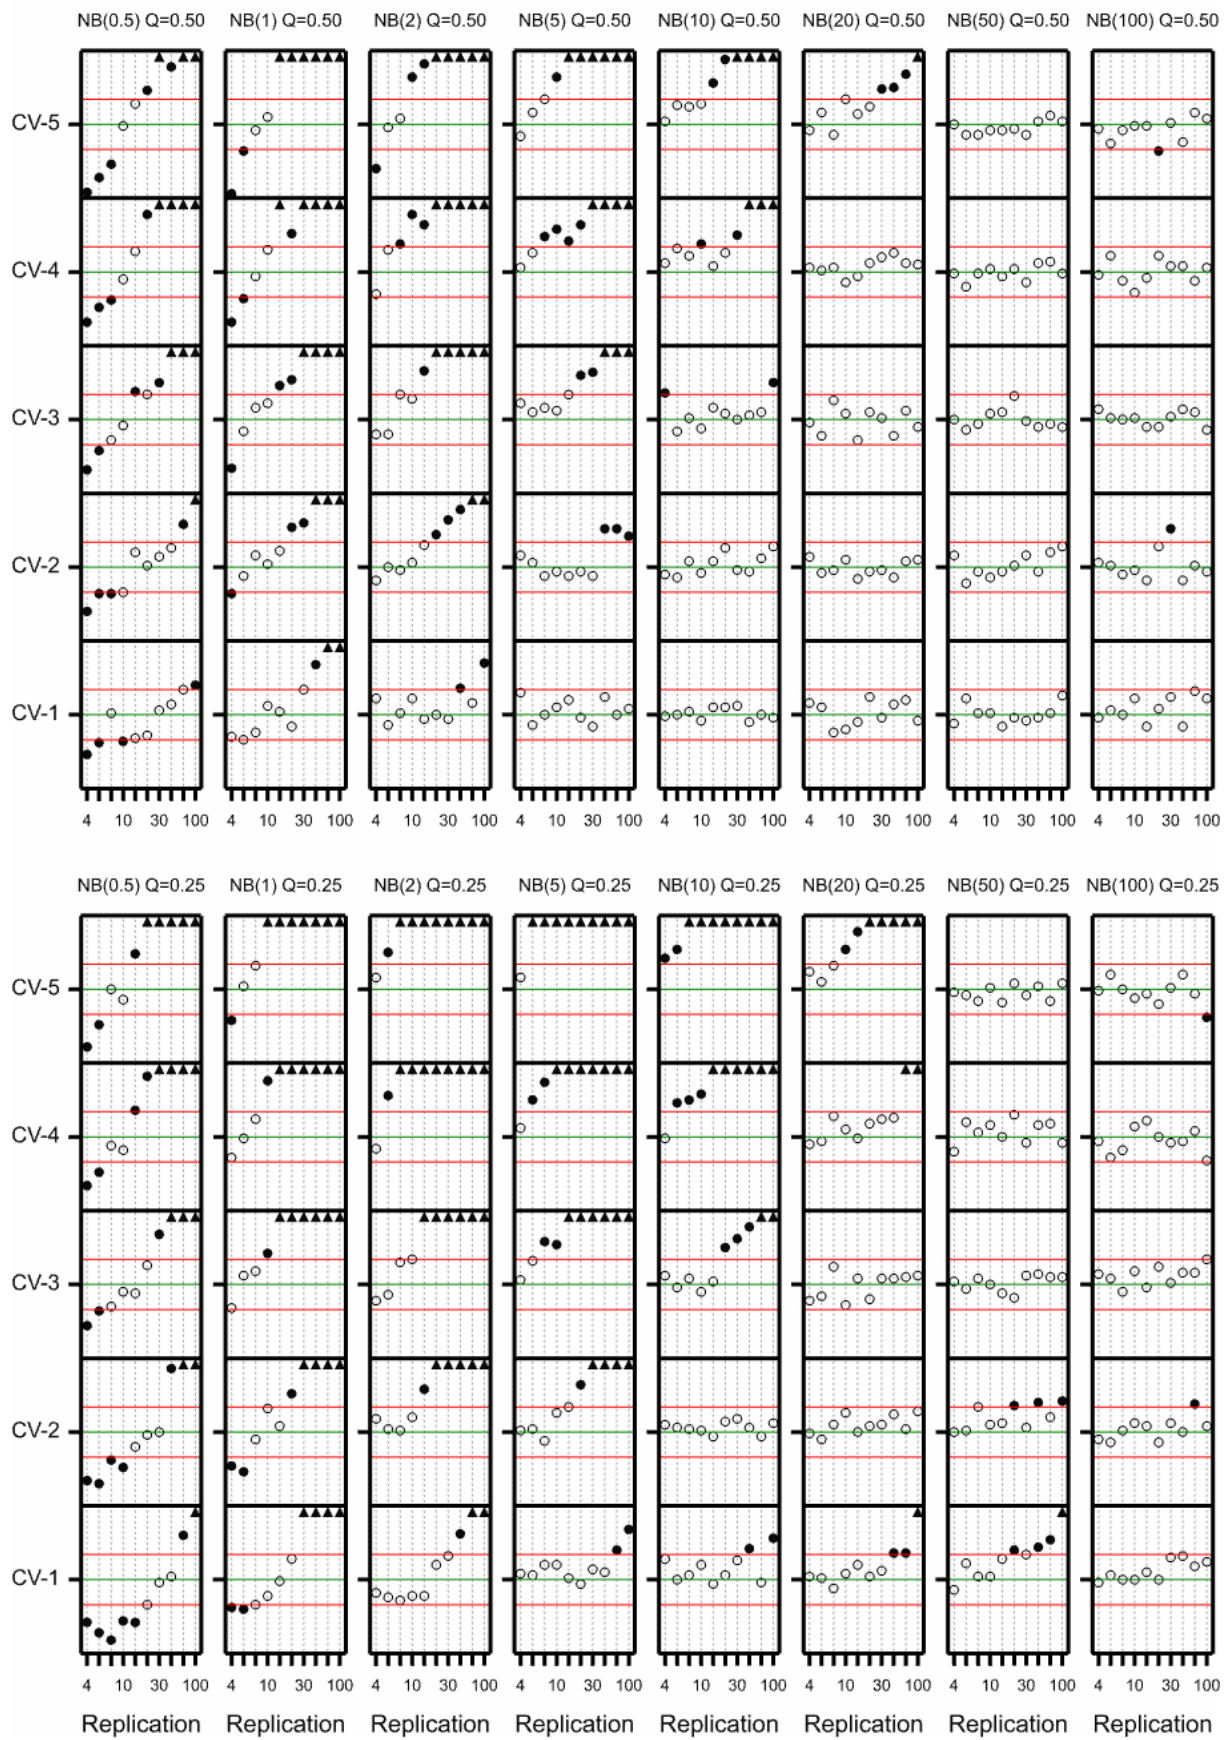 NB(0.5) Q=0.50 NB(1) Q=0.50 NB(2) Q=0.50 NB(5) Q=0.50 NB(10) Q=0.50 NB(20) Q=0.50 NB(50) Q=0.50 NB(100) Q=0.50
CV-5
CV-4
CV-3
CV-2
CV-1
4 10 30 100 4 10 30 100 4 10 30 100 4 10 30 100 4 10 30 100 4 10 30 100 4 10 30 100 4 10 30 100
NB(0.5) Q=0.25 NB(1) Q=0.25 NB(2) Q=0.25 NB(5) Q=0.25 NB(10) Q=0.25 NB(20) Q=0.25 NB(50) Q=0.25 NB(100) Q=0.25
CV-5
CV-4
CV-3
CV-2
CV-1
4 10 30 100 4 10 30 100 4 10 30 100 4 10 30 100 4 10 30 100 4 10 30 100 4 10 30 100 4 10 30 100
Replication Replication Replication Replication Replication Replication Replication Replication